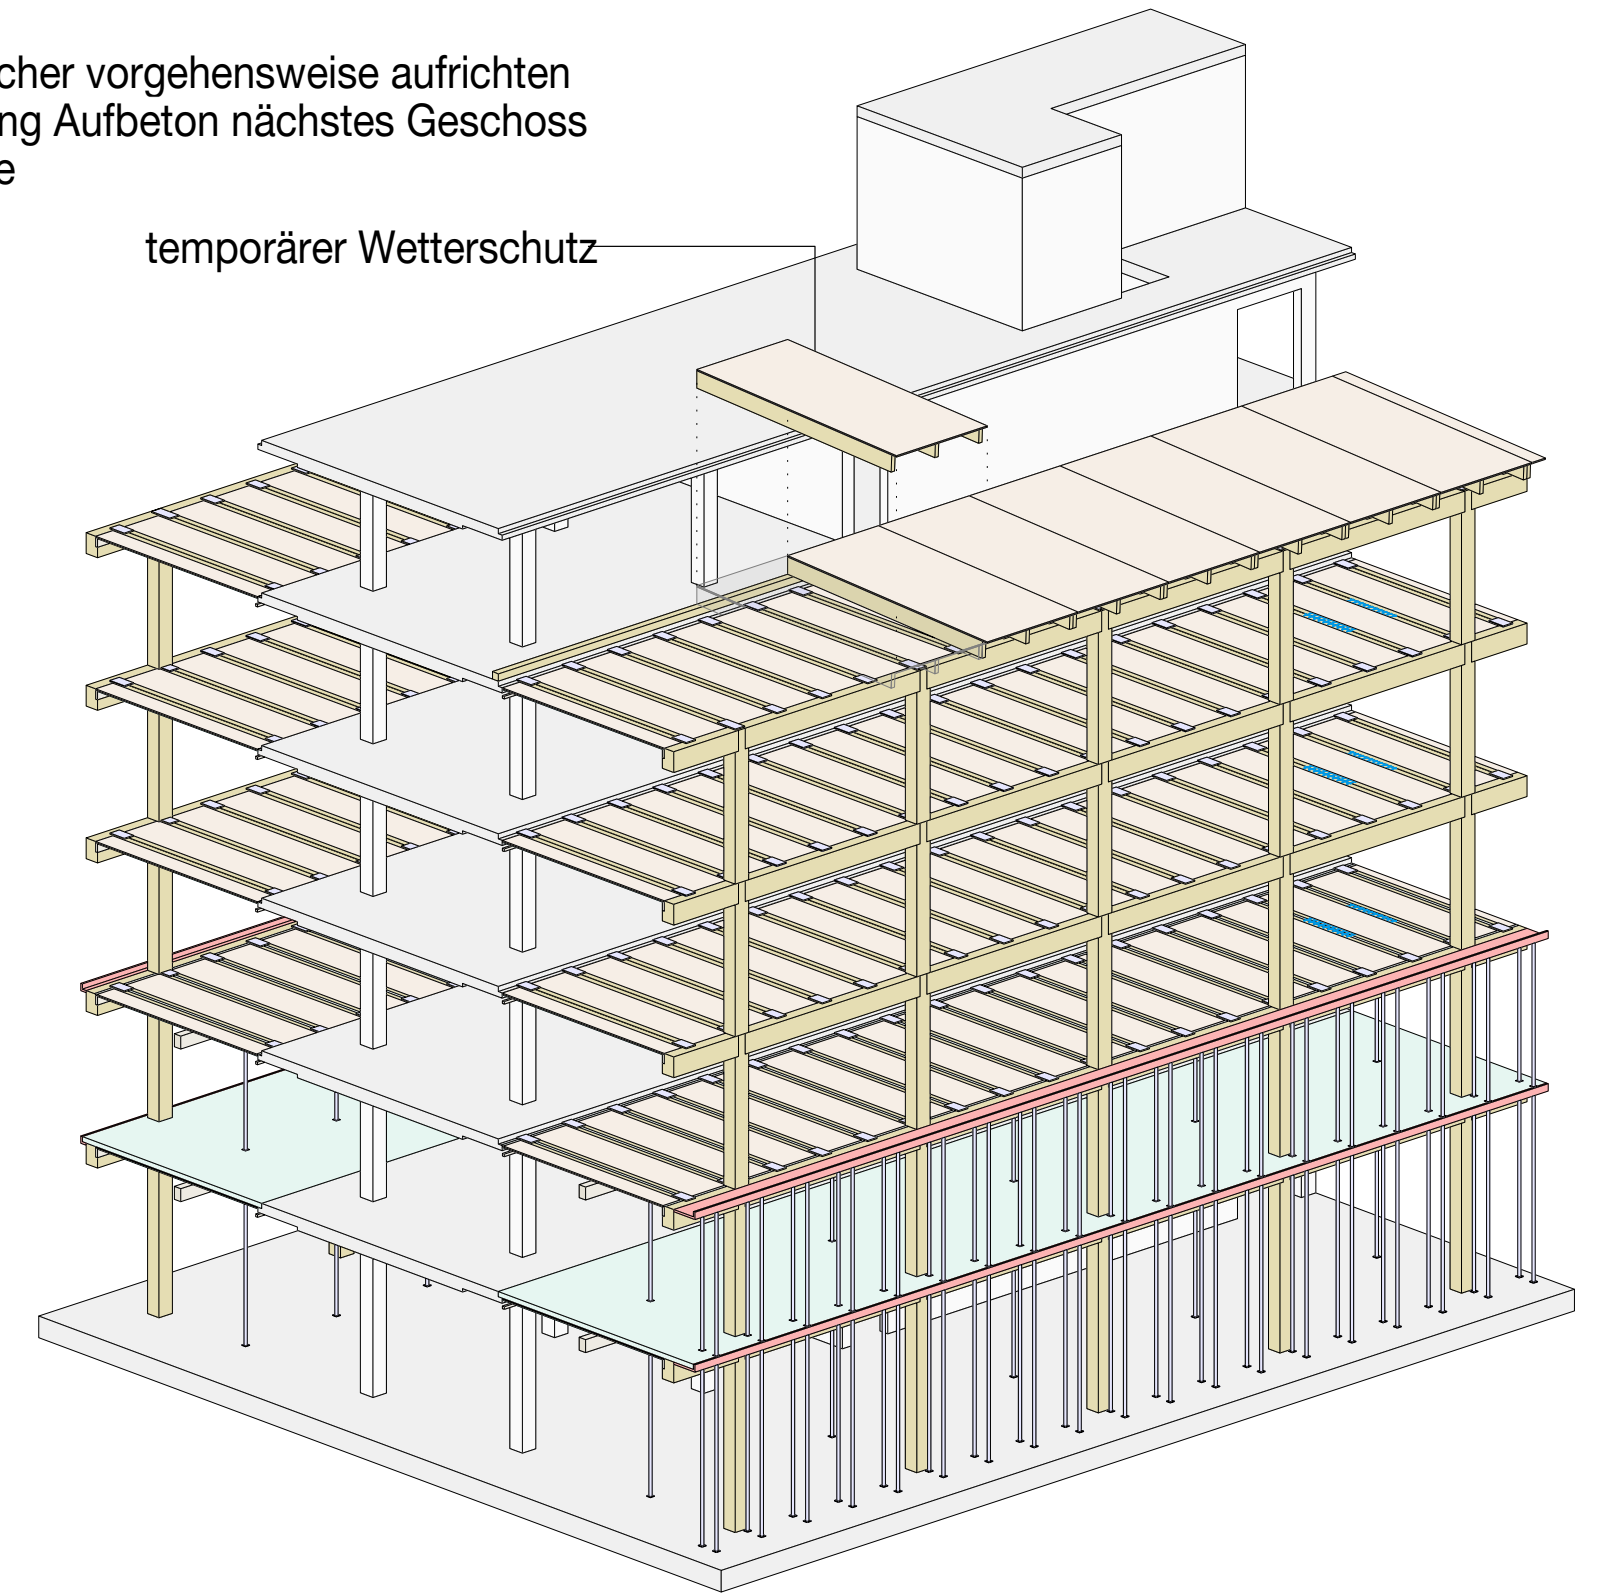 cher vorgehensweise aufrichten
ng Aufbeton nächstes Geschoss
e
temporärer Wetterschutz